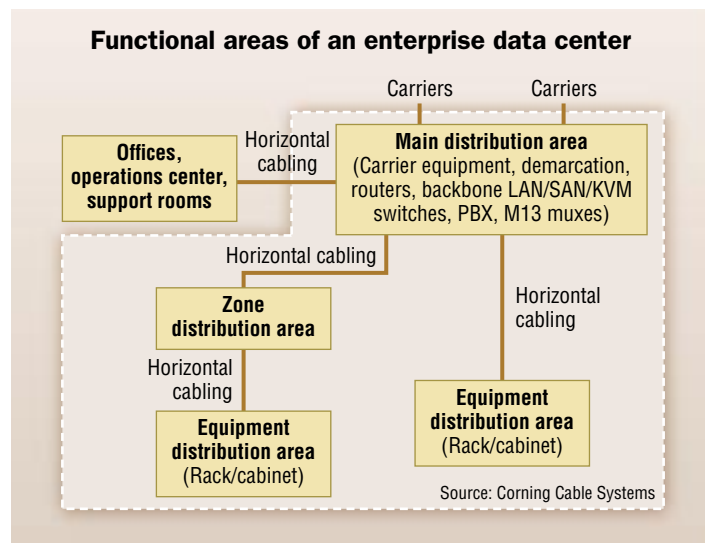 Functional areas of an enterprise data center
Carriers
Carriers
Offices,
operations center,
support rooms
Horizontal
cabling
Main distribution area
(Carrier equipment, demarcation,
routers, backbone LAN/SAN/KVM
switches, PBX, M13 muxes)
Horizontal cabling
Zone
distribution area
Horizontal
cabling
Horizontal
cabling
Equipment
distribution area
(Rack/cabinet)
Equipment
distribution area
(Rack/cabinet)
Source: Corning Cable Systems